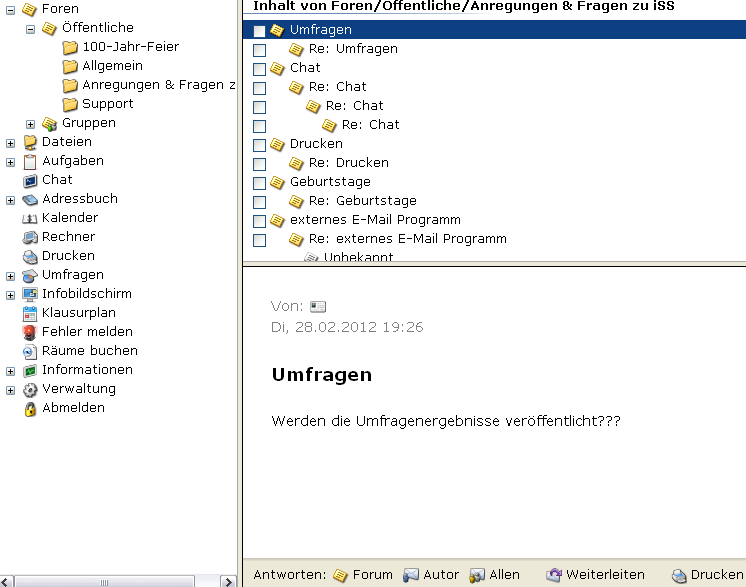 Foren
Öffentliche
100-Jahr-Feier
Allgemein
Anregungen & Fragen z
Support
Gruppen
Dateien
Aufgaben
Chat
Adressbuch
Kalender
Rechner
Drucken
Umfragen
Infobildschirm
Klausurplan
Fehler melden
Räume buchen
Informationen
Verwaltung
Abmelden
Inhalt von Foren/Öffentliche/Anregungen & Fragen zu iSS
Umfragen
Re: Umfragen
Chat
Re: Chat
Re: Chat
Re: Chat
Drucken
Re: Drucken
Geburtstage
Re: Geburtstage
externes E-Mail Programm
Re: externes E-Mail Programm
Unbekannt
Von:
Di, 28.02.2012 19:26
Umfragen
Werden die Umfragenergebnisse veröffentlicht???
Antworten: Forum Autor Allen Weiterleiten Drucken